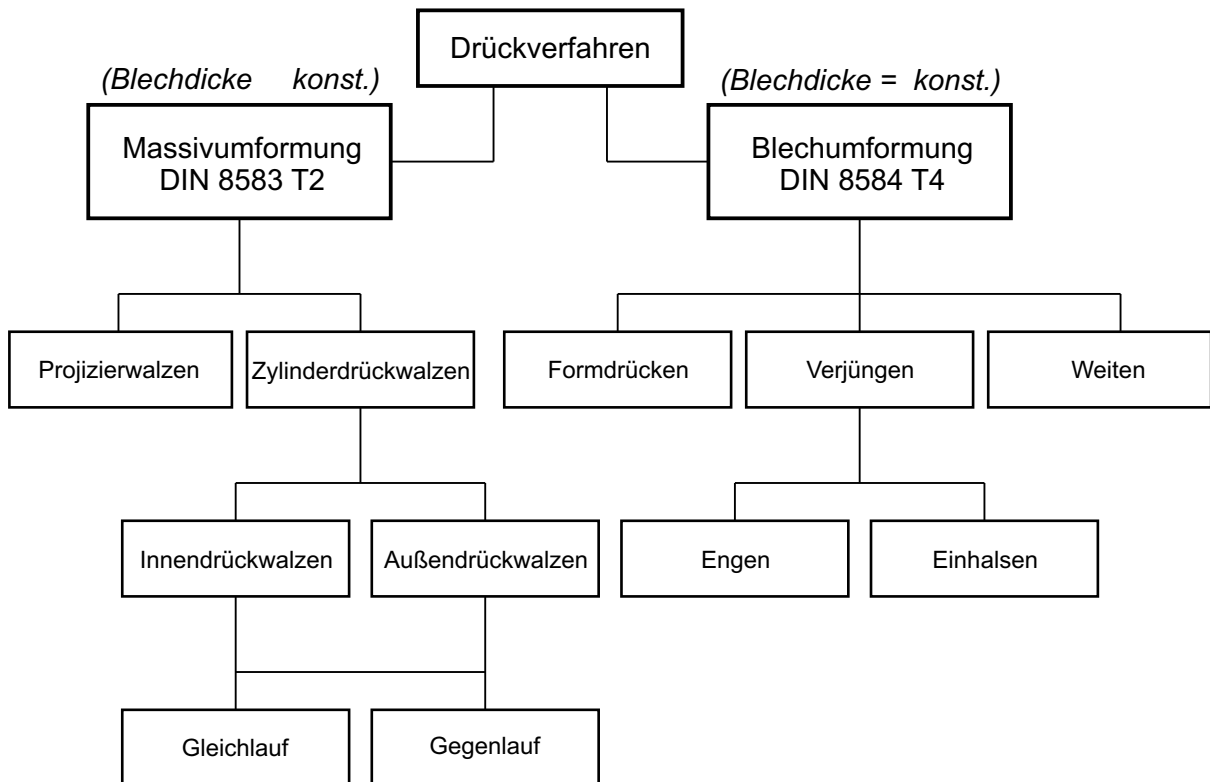 Drückverfahren
(Blechdicke konst.)
(Blechdicke = konst.)
Massivumformung
DIN 8583 T2
Blechumformung
DIN 8584 T4
Projizierwalzen
Zylinderdrückwalzen
Formdrücken
Verjüngen
Weiten
Innendrückwalzen
Außendrückwalzen
Engen
Einhalsen
Gleichlauf
Gegenlauf